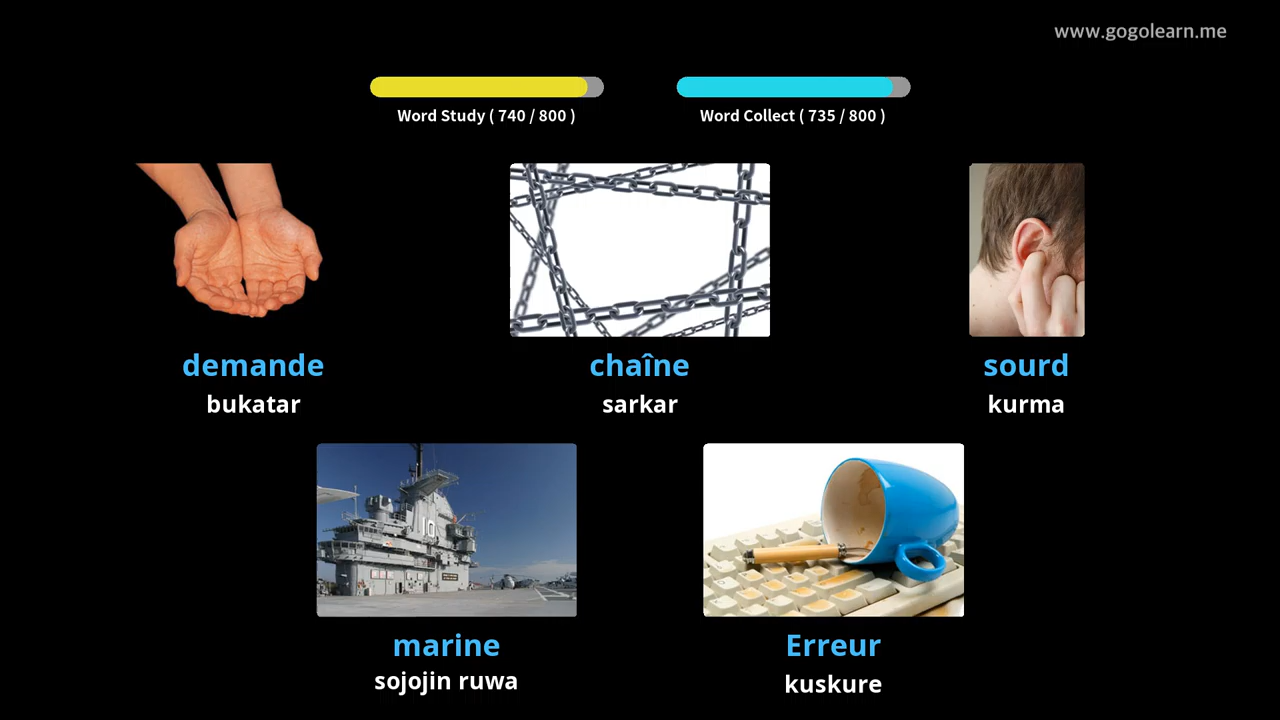 www.gogolearn.me
Word Study ( 740 / 800 )
Word Collect ( 735 / 800 )
demande
bukatar
chaîne
sarkar
sourd
kurma
10
marine
sojojin ruwa
Erreur
kuskure